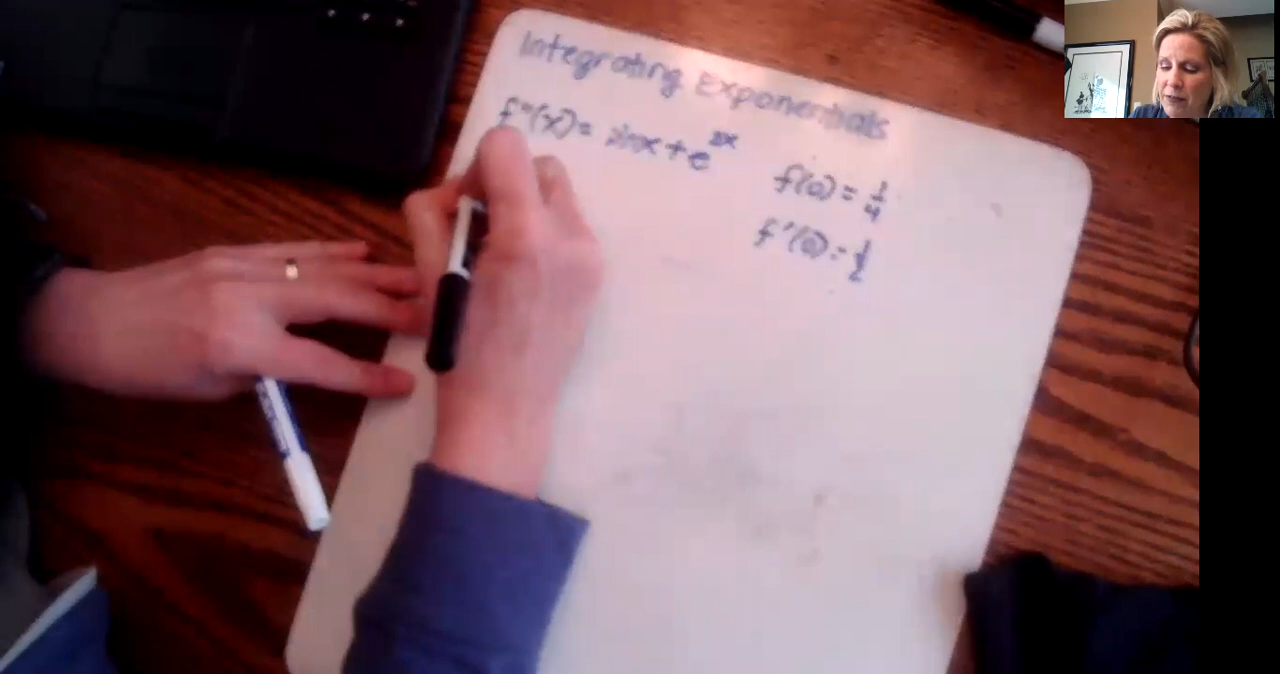 Integrating Exponentials
f''(x) = sinx + e^{2x}
f(0) = 1/4
f'(0) = 1/2